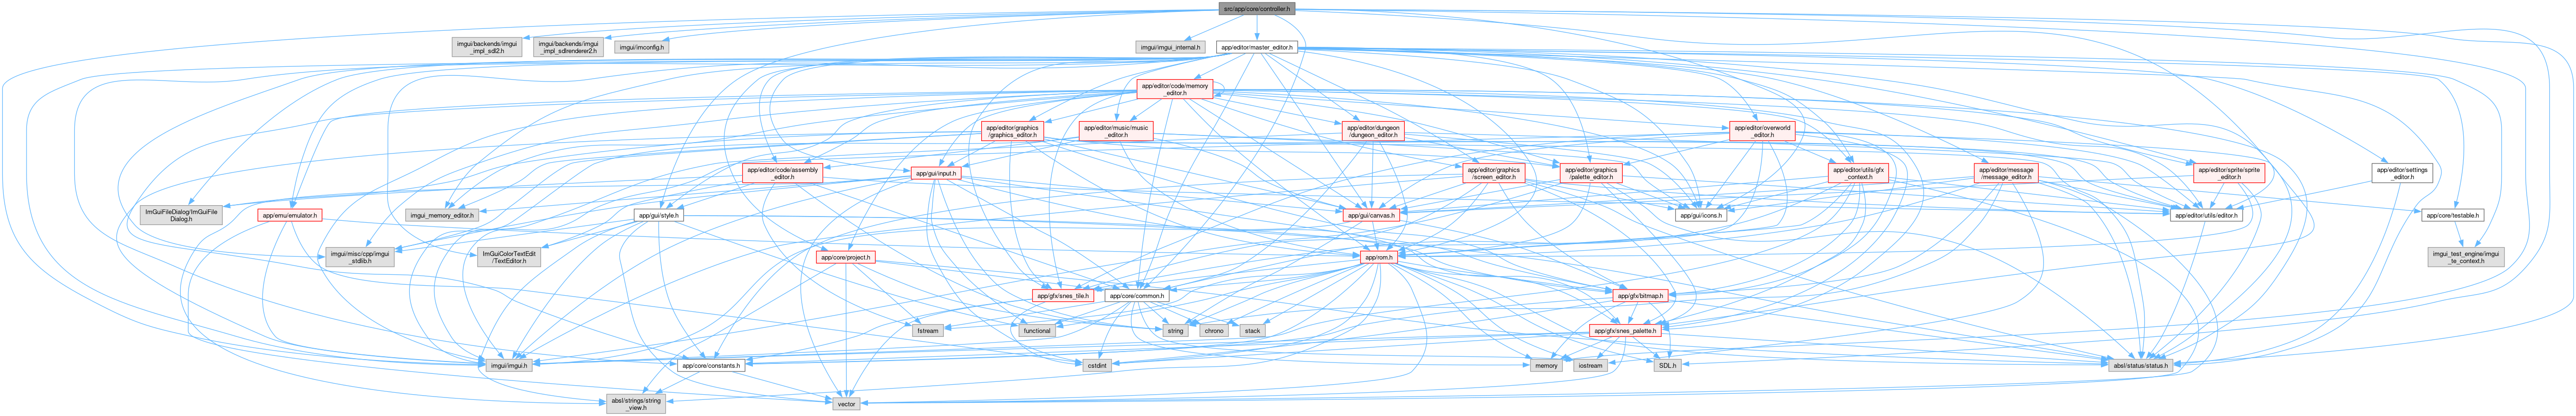 src/app/core/controller.h
imgui/backends/imgui
_impl_sdl2.h
imgui/backends/imgui
_impl_sdlrenderer2.h
imgui/imconfig.h
imgui/imgui_internal.h
app/editor/master_editor.h
app/editor/code/memory
_editor.h
app/editor/graphics
/graphics_editor.h
app/editor/music/music
_editor.h
app/editor/dungeon
/dungeon_editor.h
app/editor/overworld
_editor.h
app/editor/code/assembly
_editor.h
app/gui/input.h
app/editor/graphics
/screen_editor.h
app/editor/graphics
/palette_editor.h
app/editor/utils/gfx
_context.h
app/editor/message
/message_editor.h
app/editor/sprite/sprite
_editor.h
app/editor/settings
_editor.h
ImGuiFileDialog/ImGuiFile
Dialog.h
app/emu/emulator.h
imgui_memory_editor.h
app/gui/style.h
app/gui/canvas.h
app/gui/icons.h
app/editor/utils/editor.h
app/core/testable.h
imgui/misc/cpp/imgui
_stdlib.h
ImGuiColorTextEdit
/TextEditor.h
app/core/project.h
app/rom.h
imgui_test_engine/imgui
_te_context.h
app/gfx/snes_tile.h
app/core/common.h
app/gfx/bitmap.h
fstream
functional
string
chrono
stack
app/gfx/snes_palette.h
imgui/imgui.h
app/core/constants.h
cstdint
memory
iostream
SDL.h
absl/status/status.h
absl/strings/string
_view.h
vector